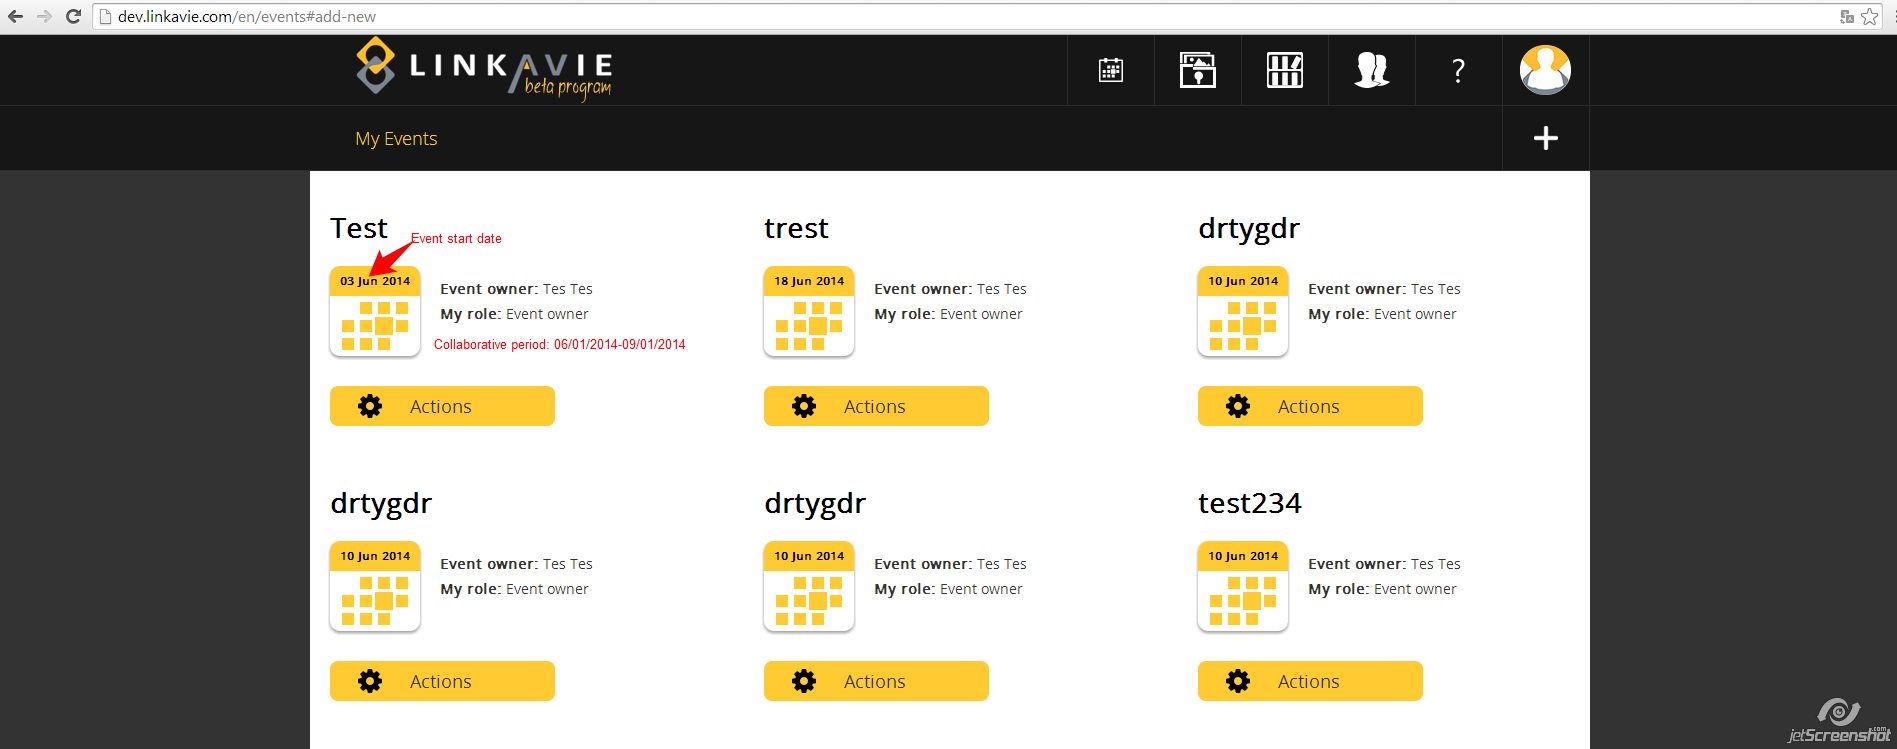 dev.linkavie.com/en/events#add-new
LINKAVIE
beta program
?
My Events
Test
Event start date
03 Jun 2014
Event owner: Tes Tes
My role: Event owner
Collaborative period: 06/01/2014-09/01/2014
Actions
trest
18 Jun 2014
Event owner: Tes Tes
My role: Event owner
Actions
drtygdr
10 Jun 2014
Event owner: Tes Tes
My role: Event owner
Actions
drtygdr
10 Jun 2014
Event owner: Tes Tes
My role: Event owner
Actions
drtygdr
10 Jun 2014
Event owner: Tes Tes
My role: Event owner
Actions
test234
10 Jun 2014
Event owner: Tes Tes
My role: Event owner
Actions
jetScreenshot.com